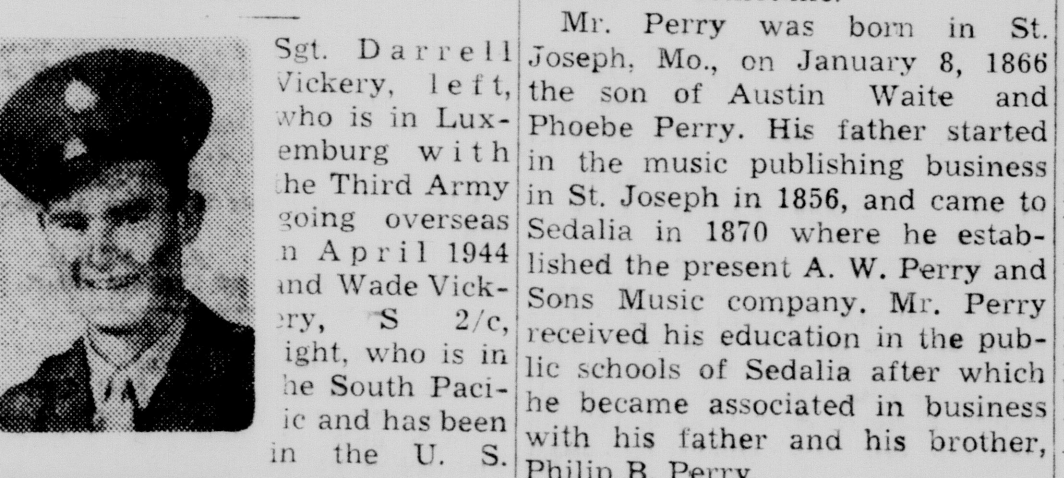 Sgt. Darrell
Vickery, left,
who is in Lux-
emburg with
the Third Army
going overseas
n April 1944
and Wade Vick-
ery, S 2/c,
ight, who is in
he South Paci-
ic and has been
in the U. S.
Mr. Perry was born in St.
Joseph, Mo., on January 8, 1866
the son of Austin Waite and
Phoebe Perry. His father started
in the music publishing business
in St. Joseph in 1856, and came to
Sedalia in 1870 where he estab-
lished the present A. W. Perry and
Sons Music company. Mr. Perry
received his education in the pub-
lic schools of Sedalia after which
he became associated in business
with his father and his brother,
Philip B. Perry